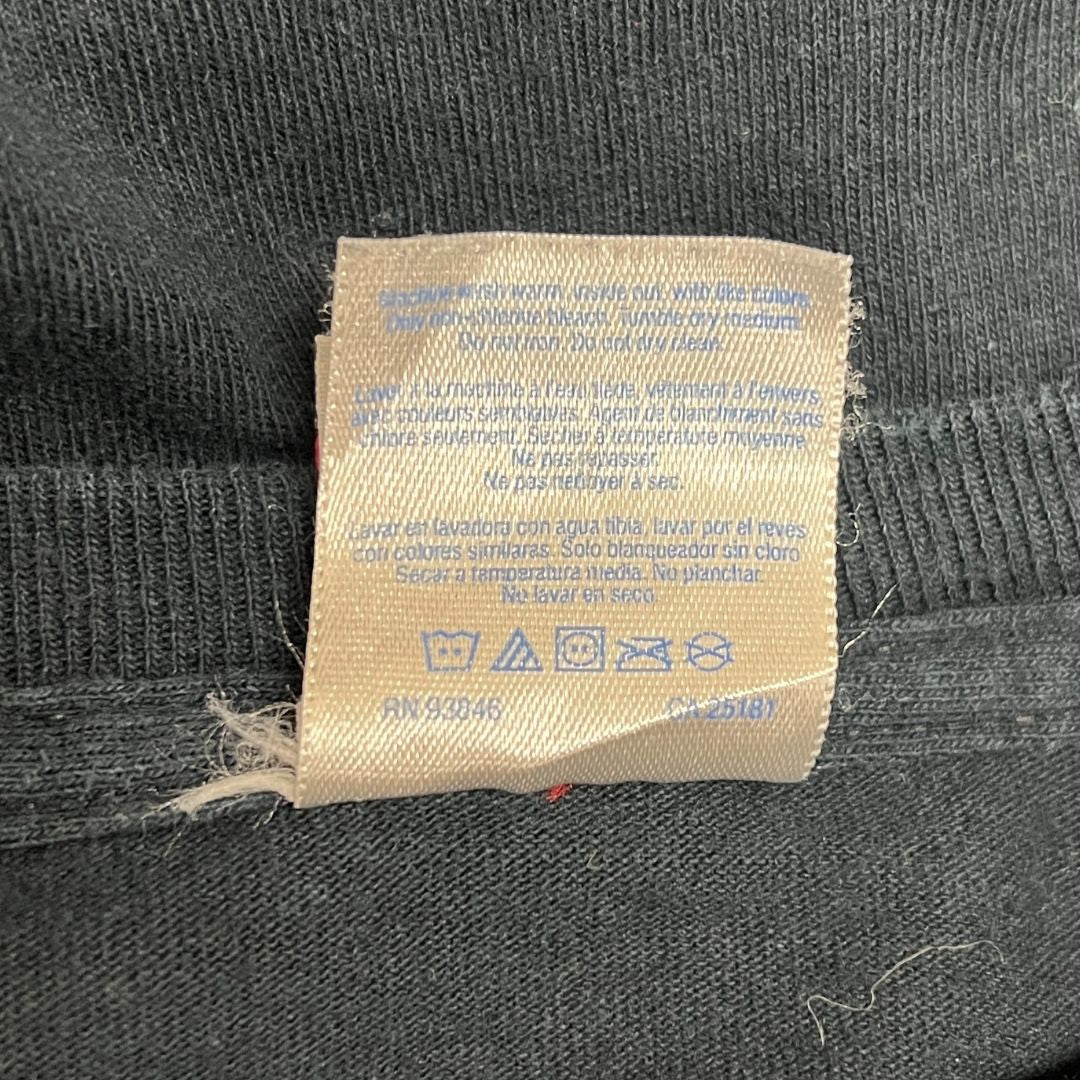 Machine wash warm, inside out, with like colors.
Only non-chlorine bleach. Tumble dry medium.
Do not iron. Do not dry clean.
Laver à la machine à l'eau tiède, vêtement à l'envers,
avec couleurs semblables. Agent de blanchiment sans
chlore seulement. Sécher à température moyenne.
Ne pas repasser.
Ne pas nettoyer à sec.
Lavar en lavadora con agua tibia, lavar por el revés
con colores similaras. Solo blanqueador sin cloro.
Secar a temperatura media. No planchar.
No lavar en seco.
RN 93846 CA 25181